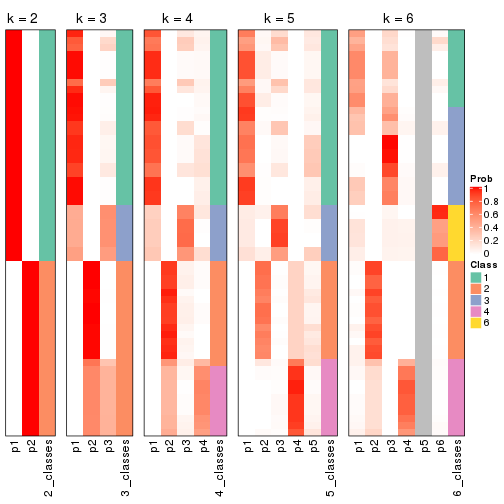 k = 2
k = 3
k = 4
k = 5
k = 6
p1
p2
2_classes
p1
p2
p3
3_classes
p1
p2
p3
p4
4_classes
p1
p2
p3
p4
p5
5_classes
p1
p2
p3
p4
p5
p6
6_classes
Prob
1
0.8
0.6
0.4
0.2
0
Class
1
2
3
4
6